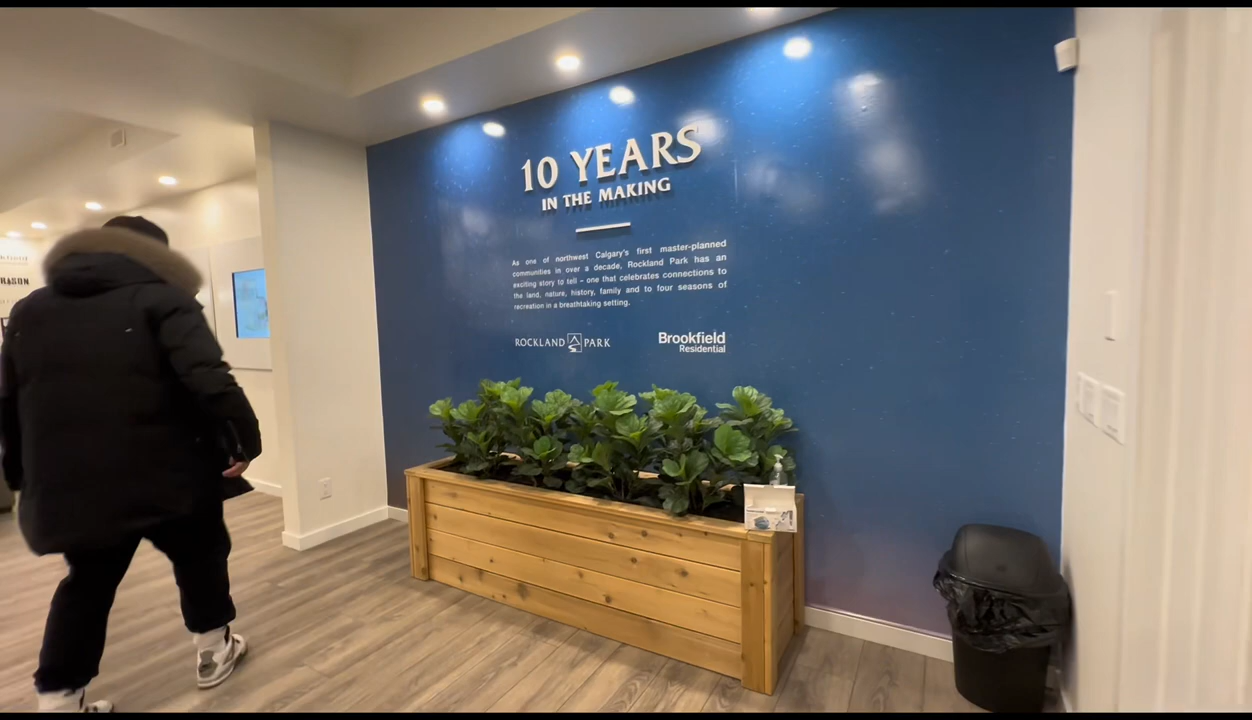 10 YEARS
IN THE MAKING
As one of northwest Calgary's first master-planned
communities in over a decade, Rockland Park has an
exciting story to tell – one that celebrates connections to
the land, nature, history, family and to four seasons of
recreation in a breathtaking setting.
ROCKLAND PARK
Brookfield
Residential